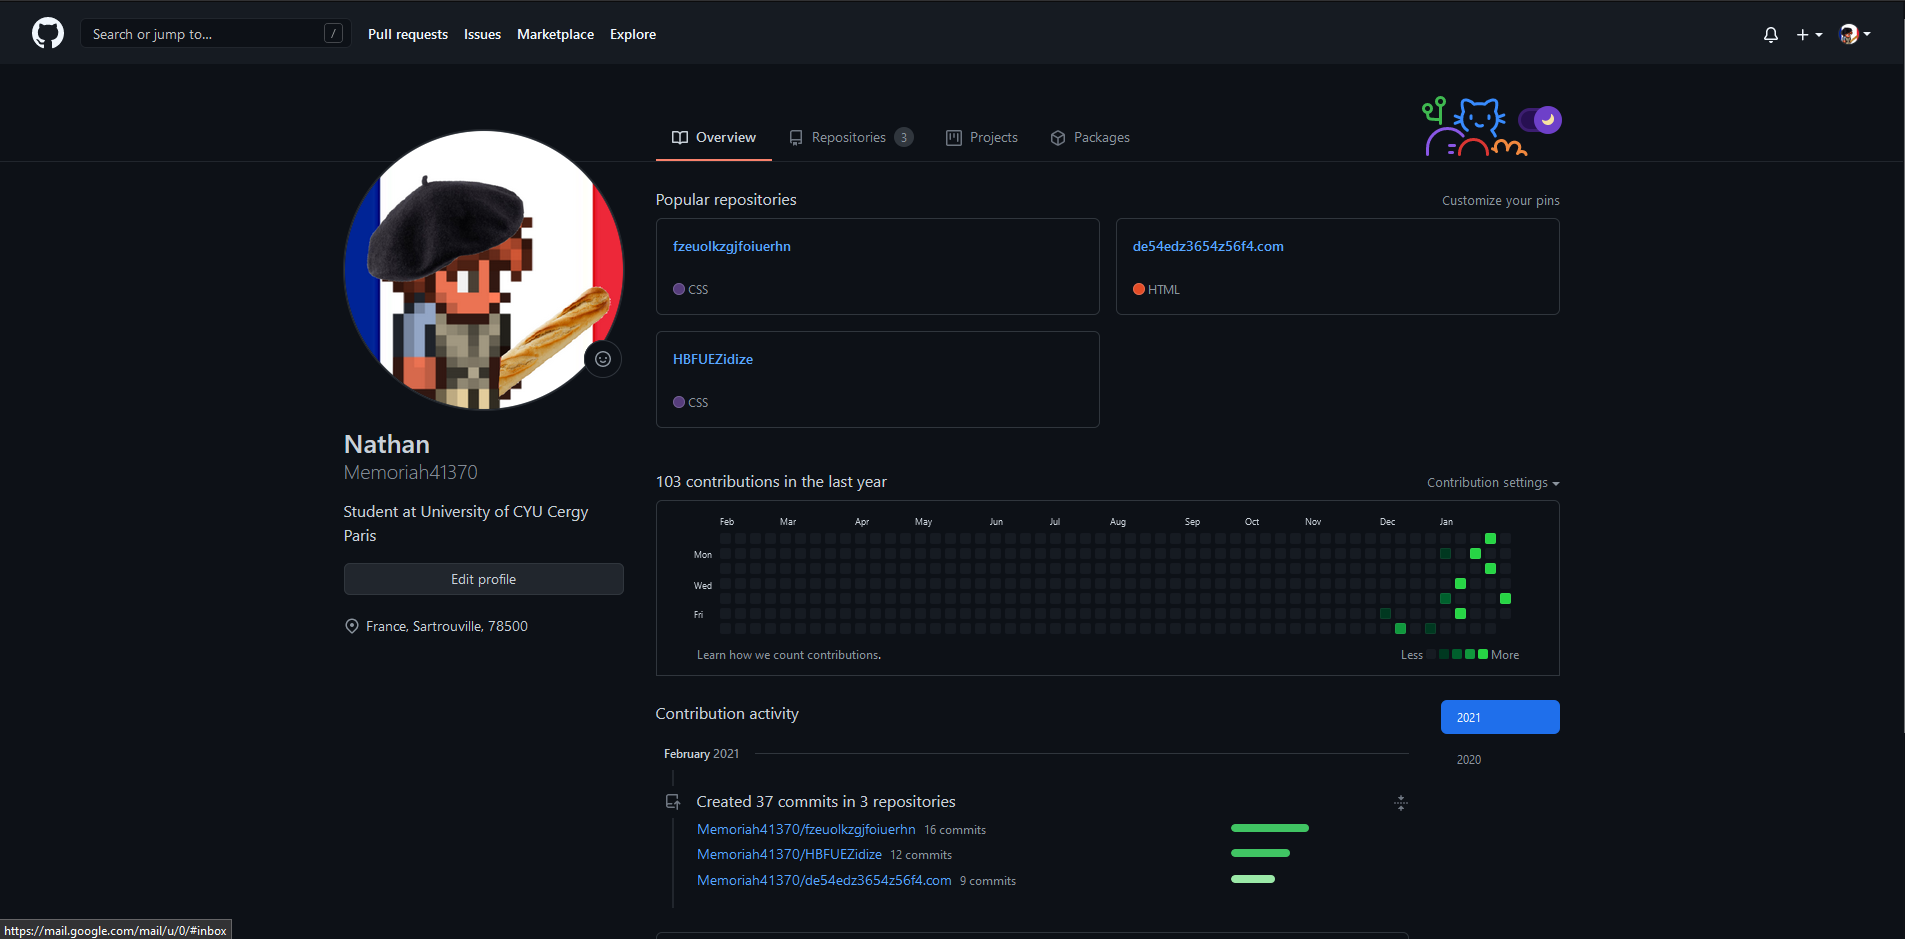 Search or jump to... /
Pull requests Issues Marketplace Explore
Overview Repositories 3 Projects Packages
Nathan
Memoriah41370
Student at University of CYU Cergy
Paris
Edit profile
France, Sartrouville, 78500
Popular repositories
Customize your pins
fzeuolkzgjfoiuerhn
CSS
de54edz3654z56f4.com
HTML
HBFUEZidize
CSS
103 contributions in the last year
Contribution settings
Feb Mar Apr May Jun Jul Aug Sep Oct Nov Dec Jan
Mon
Wed
Fri
Learn how we count contributions.
Less More
Contribution activity
2021
2020
February 2021
Created 37 commits in 3 repositories
Memoriah41370/fzeuolkzgjfoiuerhn 16 commits
Memoriah41370/HBFUEZidize 12 commits
Memoriah41370/de54edz3654z56f4.com 9 commits
https://mail.google.com/mail/u/0/#inbox